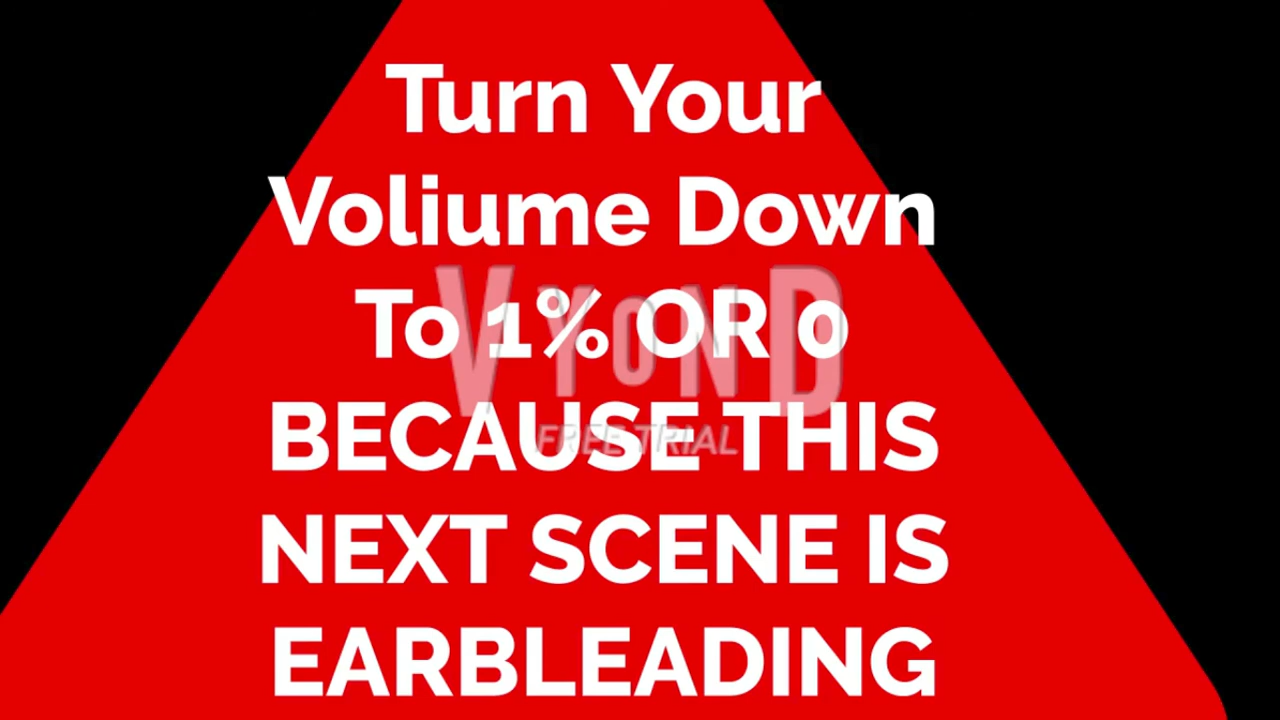 Turn Your
Voliume Down
To 1% OR 0
VYOND
BECAUSE THIS
FREE TRIAL
NEXT SCENE IS
EARBLEADING